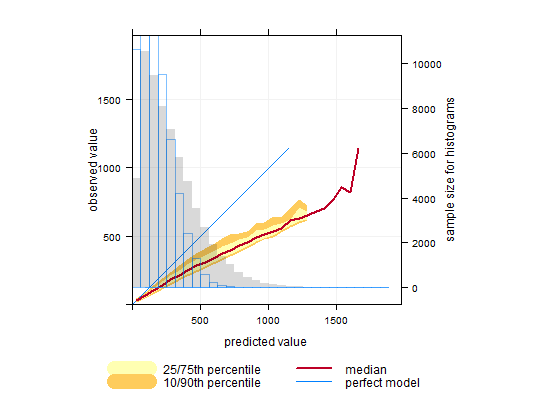 10000
8000
6000
4000
2000
0
1500
1000
500
observed value
sample size for histograms
500
1000
1500
predicted value
25/75th percentile
median
10/90th percentile
perfect model